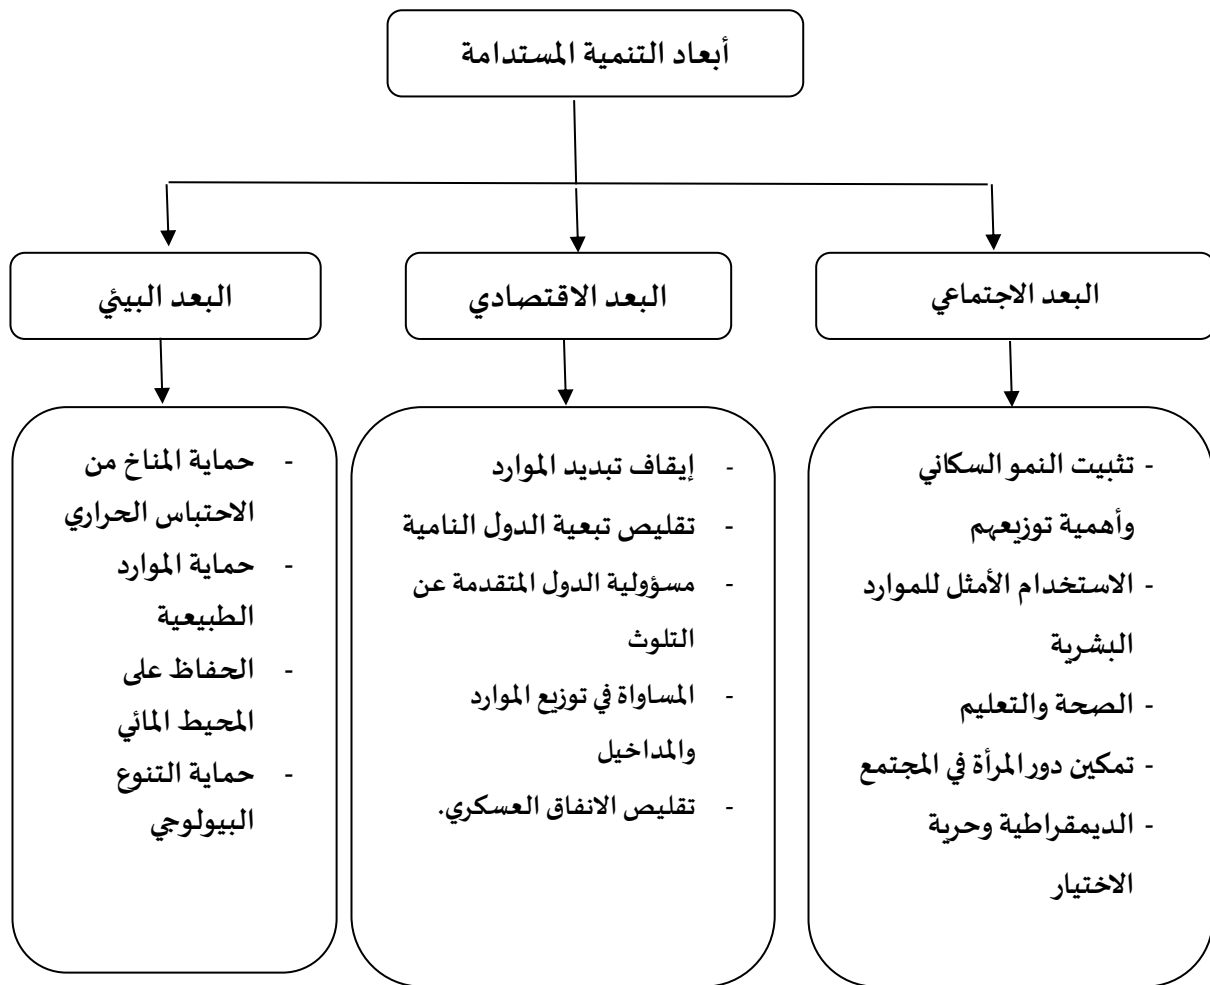 أبعاد التنمية المستدامة
البعد الاجتماعي
البعد الاقتصادي
البعد البيئي
- تثبيت النمو السكاني
وأهمية توزيعهم
- الاستخدام الأمثل للموارد
البشرية
- الصحة والتعليم
- تمكين دور المرأة في المجتمع
- الديمقراطية وحرية
الاختيار
- إيقاف تبديد الموارد
- تقليص تبعية الدول النامية
- مسؤولية الدول المتقدمة عن
التلوث
- المساواة في توزيع الموارد
والمداخيل
- تقليص الانفاق العسكري.
- حماية المناخ من
الاحتباس الحراري
- حماية الموارد
الطبيعية
- الحفاظ على
المحيط المائي
- حماية التنوع
البيولوجي